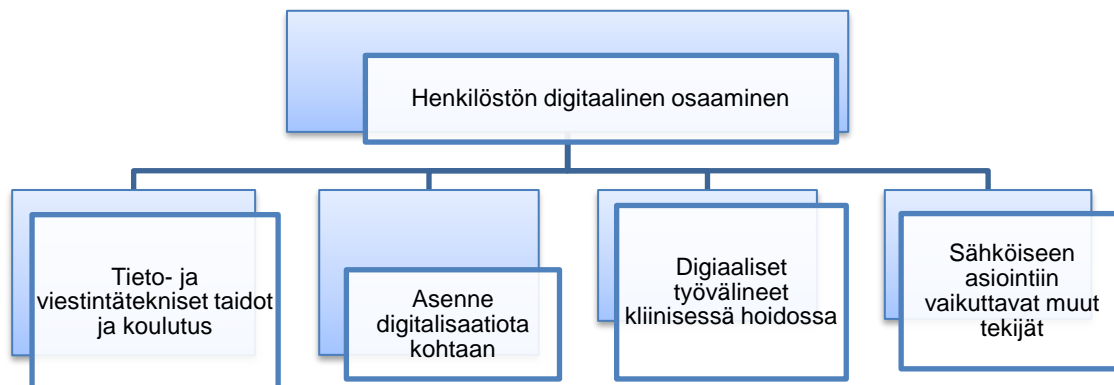 Henkilöstön digitaalinen osaaminen
Tieto- ja
viestintätekniset taidot
ja koulutus
Asenne
digitalisaatiota
kohtaan
Digiaaliset
työvälineet
kliinisessä hoidossa
Sähköiseen
asiointiin
vaikuttavat muut
tekijät